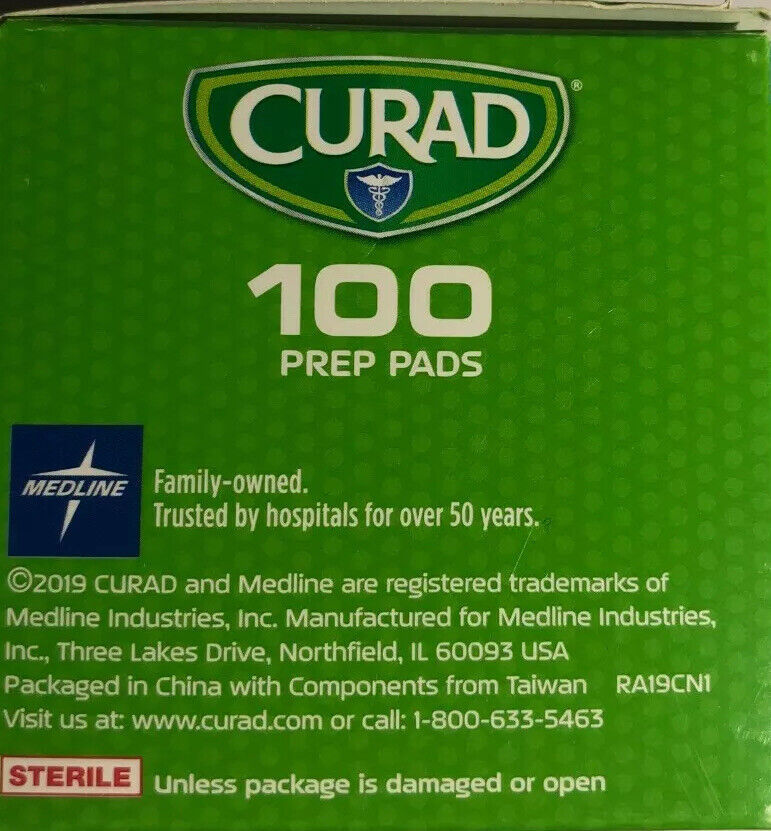 CURAD®
100
PREP PADS
MEDLINE
Family-owned.
Trusted by hospitals for over 50 years.
©2019 CURAD and Medline are registered trademarks of
Medline Industries, Inc. Manufactured for Medline Industries,
Inc., Three Lakes Drive, Northfield, IL 60093 USA
Packaged in China with Components from Taiwan RA19CN1
Visit us at: www.curad.com or call: 1-800-633-5463
STERILE Unless package is damaged or open